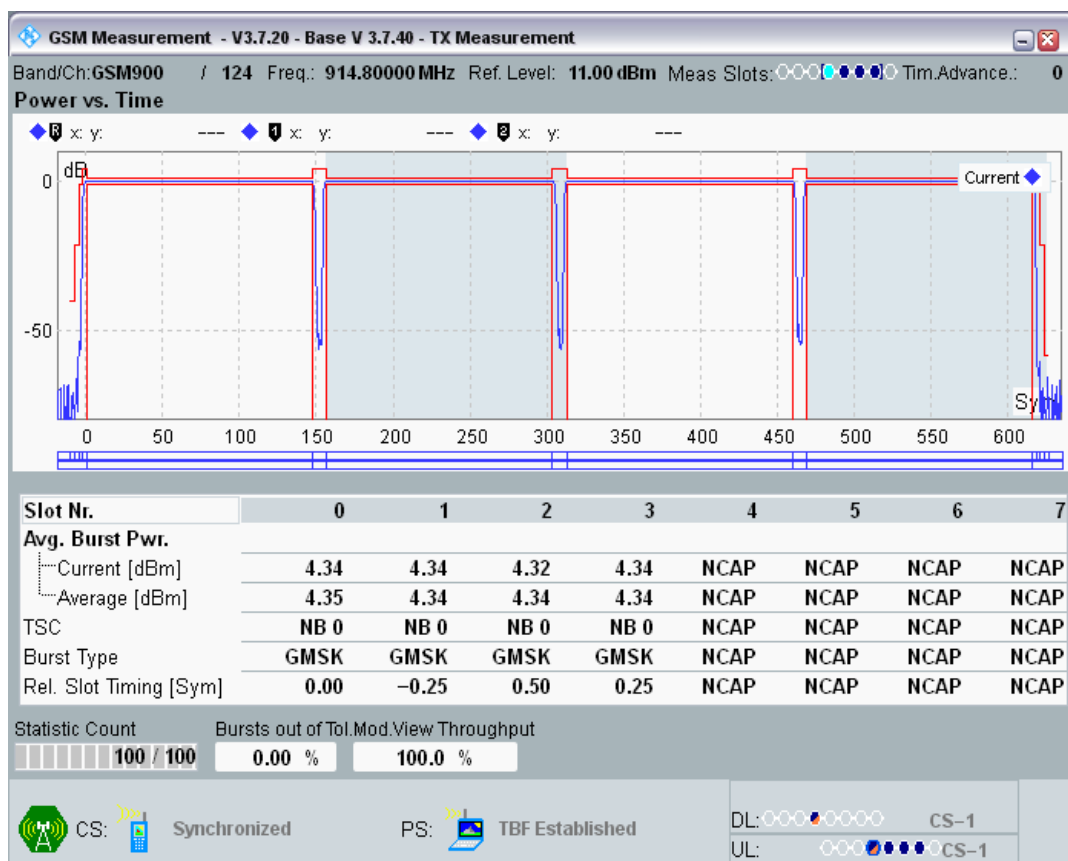 GSM Measurement - V3.7.20 - Base V 3.7.40 - TX Measurement
Band/Ch:GSM900 / 124 Freq.: 914.80000 MHz Ref. Level: 11.00 dBm Meas Slots: Tim.Advance.: 0
Power vs. Time
R x: y: --- 1 x: y: --- 2 x: y: ---
dB
Current
0
-50
0 50 100 150 200 250 300 350 400 450 500 550 600
Slot Nr. 0 1 2 3 4 5 6 7
Avg. Burst Pwr.
Current [dBm] 4.34 4.34 4.32 4.34 NCAP NCAP NCAP NCAP
Average [dBm] 4.35 4.34 4.34 4.34 NCAP NCAP NCAP NCAP
TSC NB 0 NB 0 NB 0 NB 0 NCAP NCAP NCAP NCAP
Burst Type GMSK GMSK GMSK GMSK NCAP NCAP NCAP NCAP
Rel. Slot Timing [Sym] 0.00 −0.25 0.50 0.25 NCAP NCAP NCAP NCAP
Statistic Count Bursts out of Tol. Mod.View Throughput
100 / 100 0.00 % 100.0 %
CS: Synchronized PS: TBF Established
DL: CS−1
UL: CS−1